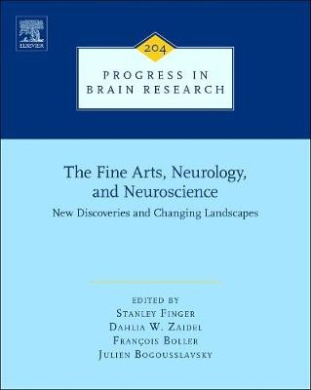 ELSEVIER
204
PROGRESS IN
BRAIN RESEARCH
The Fine Arts, Neurology,
and Neuroscience
New Discoveries and Changing Landscapes
EDITED BY
STANLEY FINGER
DAHLIA W. ZAIDEL
FRANÇOIS BOLLER
JULIEN BOGOUSSLAVSKY